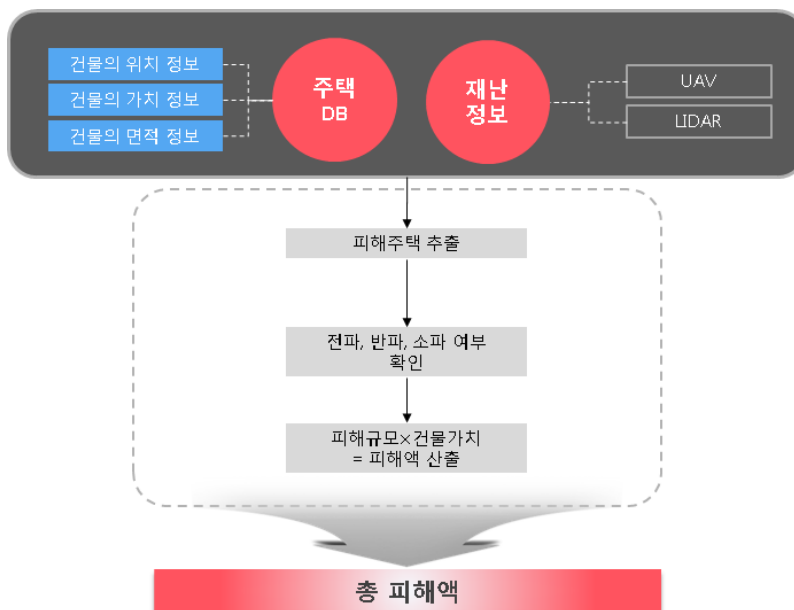 건물의 위치 정보
건물의 가치 정보
건물의 면적 정보
주택
DB
재난
정보
UAV
LIDAR
피해주택 추출
전파, 반파, 소파 여부
확인
피해규모×건물가치
= 피해액 산출
총 피해액